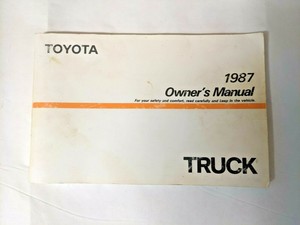 TOYOTA
1987
Owner's Manual
For your safety and comfort, read carefully and keep in the vehicle.
TRUCK